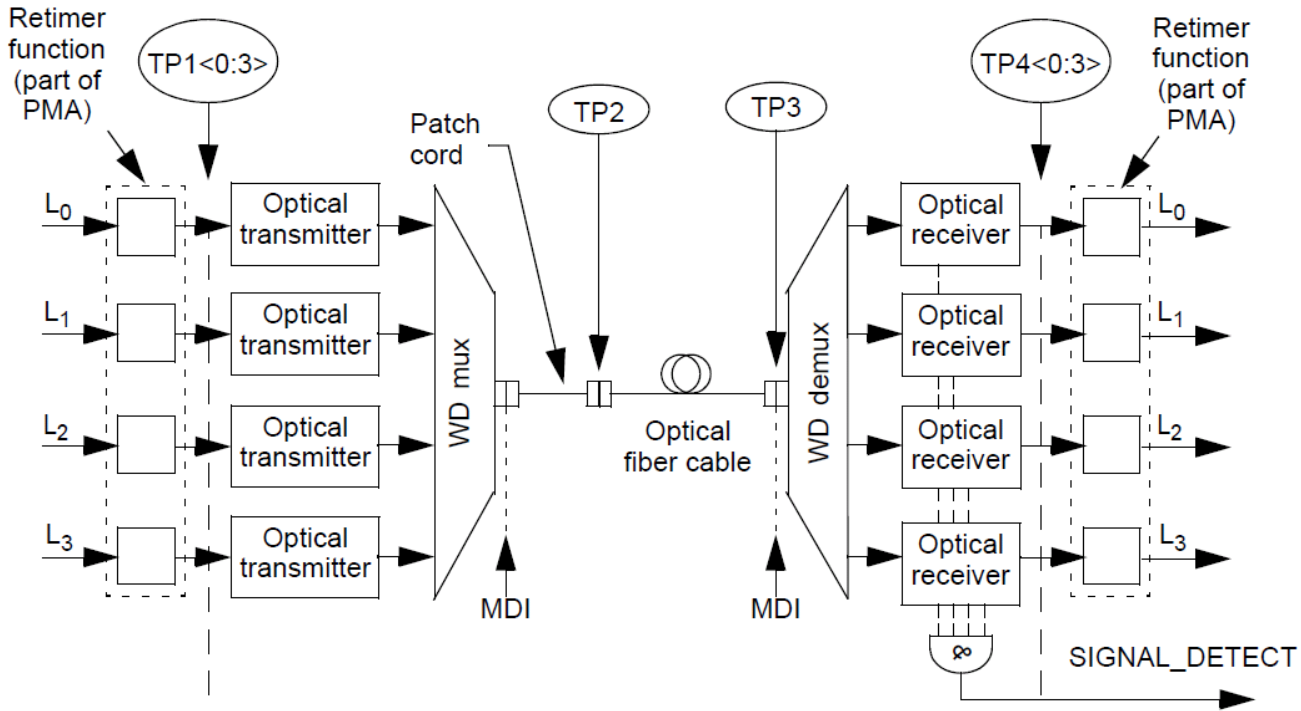 Retimer
function
(part of
PMA)
TP1<0:3>
TP2
TP3
TP4<0:3>
Retimer
function
(part of
PMA)
Patch
cord
L0
Optical
transmitter
L1
Optical
transmitter
L2
Optical
transmitter
L3
Optical
transmitter
WD mux
MDI
Optical
fiber cable
MDI
WD demux
Optical
receiver
L0
Optical
receiver
L1
Optical
receiver
L2
Optical
receiver
L3
&
SIGNAL_DETECT